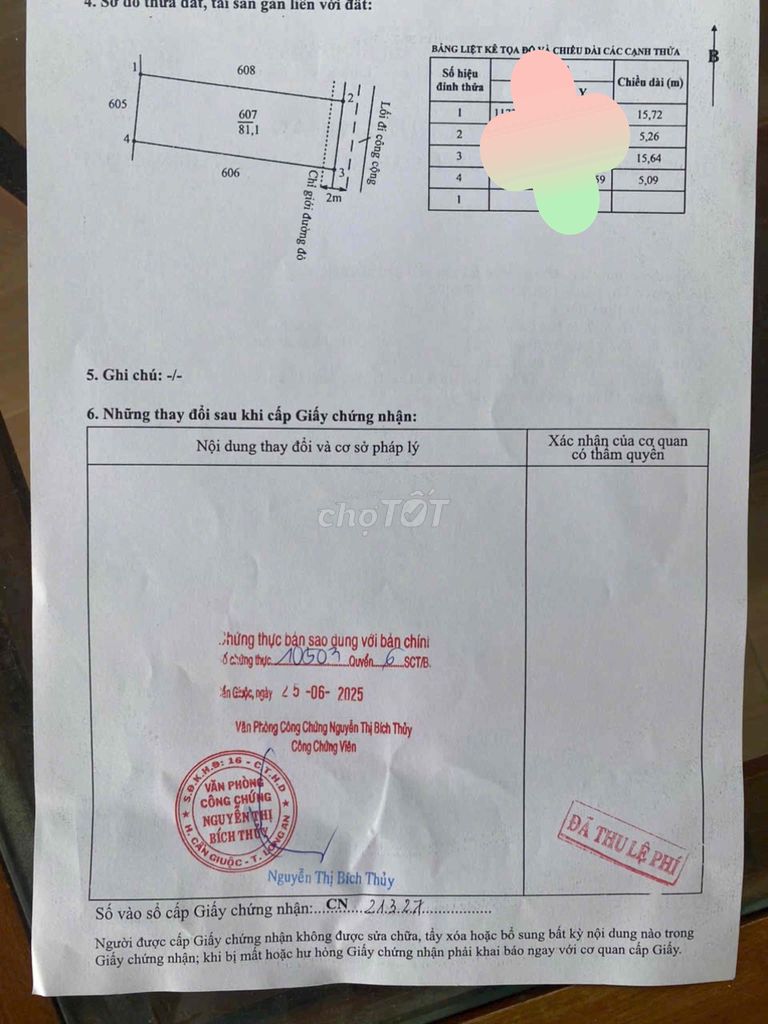 4. Sơ đồ thửa đất, tài sản gắn liền với đất:
608
605
607
81,1
606
1
2
3
4
2m
Lối đi công cộng
Chỉ giới đường đỏ
BẢNG LIỆT KÊ TỌA ĐỘ VÀ CHIỀU DÀI CÁC CẠNH THỬA
B
Số hiệu đỉnh thửa Y Chiều dài (m)
1 15,72
2 5,26
3 15,64
4 59 5,09
1
5. Ghi chú: -/-
6. Những thay đổi sau khi cấp Giấy chứng nhận:
Nội dung thay đổi và cơ sở pháp lý
Xác nhận của cơ quan
có thẩm quyền
chợTỐT
Chứng thực bản sao đúng với bản chính
Số chứng thực 10503 Quyển 6 SCT/B.
Cần Giuộc, ngày 25 -06- 2025
Văn Phòng Công Chứng Nguyễn Thị Bích Thủy
Công Chứng Viên
S.Đ.K.H.Đ: 16 - C.T.H.D
VĂN PHÒNG
CÔNG CHỨNG
NGUYỄN THỊ
BÍCH THỦY
H. CẦN GIUỘC - T. LONG AN
Nguyễn Thị Bích Thủy
ĐÃ THU LỆ PHÍ
Số vào sổ cấp Giấy chứng nhận:....CN 21327
Người được cấp Giấy chứng nhận không được sửa chữa, tẩy xóa hoặc bổ sung bất kỳ nội dung nào trong
Giấy chứng nhận; khi bị mất hoặc hư hỏng Giấy chứng nhận phải khai báo ngay với cơ quan cấp Giấy.